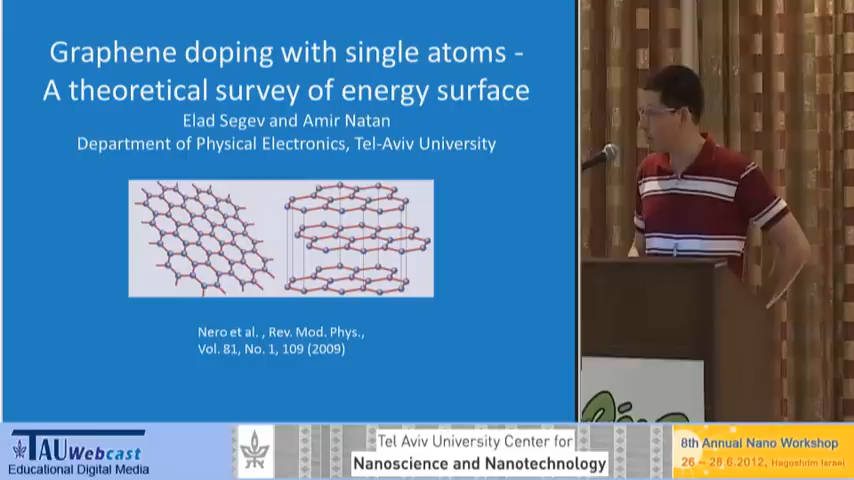 Graphene doping with single atoms -
A theoretical survey of energy surface
Elad Segev and Amir Natan
Department of Physical Electronics, Tel-Aviv University
Nero et al. , Rev. Mod. Phys.,
Vol. 81, No. 1, 109 (2009)
TAUWebcast
Educational Digital Media
Tel Aviv University Center for
Nanoscience and Nanotechnology
8th Annual Nano Workshop
26 – 28.6.2012, Hagoshrim Israel